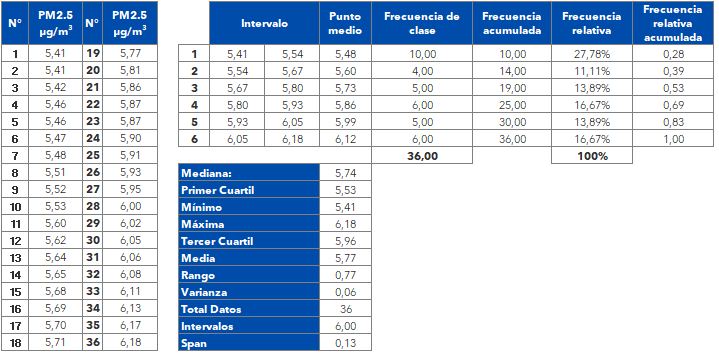 N° PM2.5 µg/m³ N° PM2.5 µg/m³
1 5,41 19 5,77
2 5,41 20 5,81
3 5,42 21 5,86
4 5,46 22 5,87
5 5,46 23 5,87
6 5,47 24 5,90
7 5,48 25 5,91
8 5,51 26 5,93
9 5,52 27 5,95
10 5,53 28 6,00
11 5,60 29 6,02
12 5,62 30 6,05
13 5,64 31 6,06
14 5,65 32 6,08
15 5,68 33 6,11
16 5,69 34 6,13
17 5,70 35 6,17
18 5,71 36 6,18
Intervalo Punto medio Frecuencia de clase Frecuencia acumulada Frecuencia relativa Frecuencia relativa acumulada
1 5,41 5,54 5,48 10,00 10,00 27,78% 0,28
2 5,54 5,67 5,60 4,00 14,00 11,11% 0,39
3 5,67 5,80 5,73 5,00 19,00 13,89% 0,53
4 5,80 5,93 5,86 6,00 25,00 16,67% 0,69
5 5,93 6,05 5,99 5,00 30,00 13,89% 0,83
6 6,05 6,18 6,12 6,00 36,00 16,67% 1,00
36,00 100%
Mediana: 5,74
Primer Cuartil 5,53
Mínimo 5,41
Máxima 6,18
Tercer Cuartil 5,96
Media 5,77
Rango 0,77
Varianza 0,06
Total Datos 36
Intervalos 6,00
Span 0,13